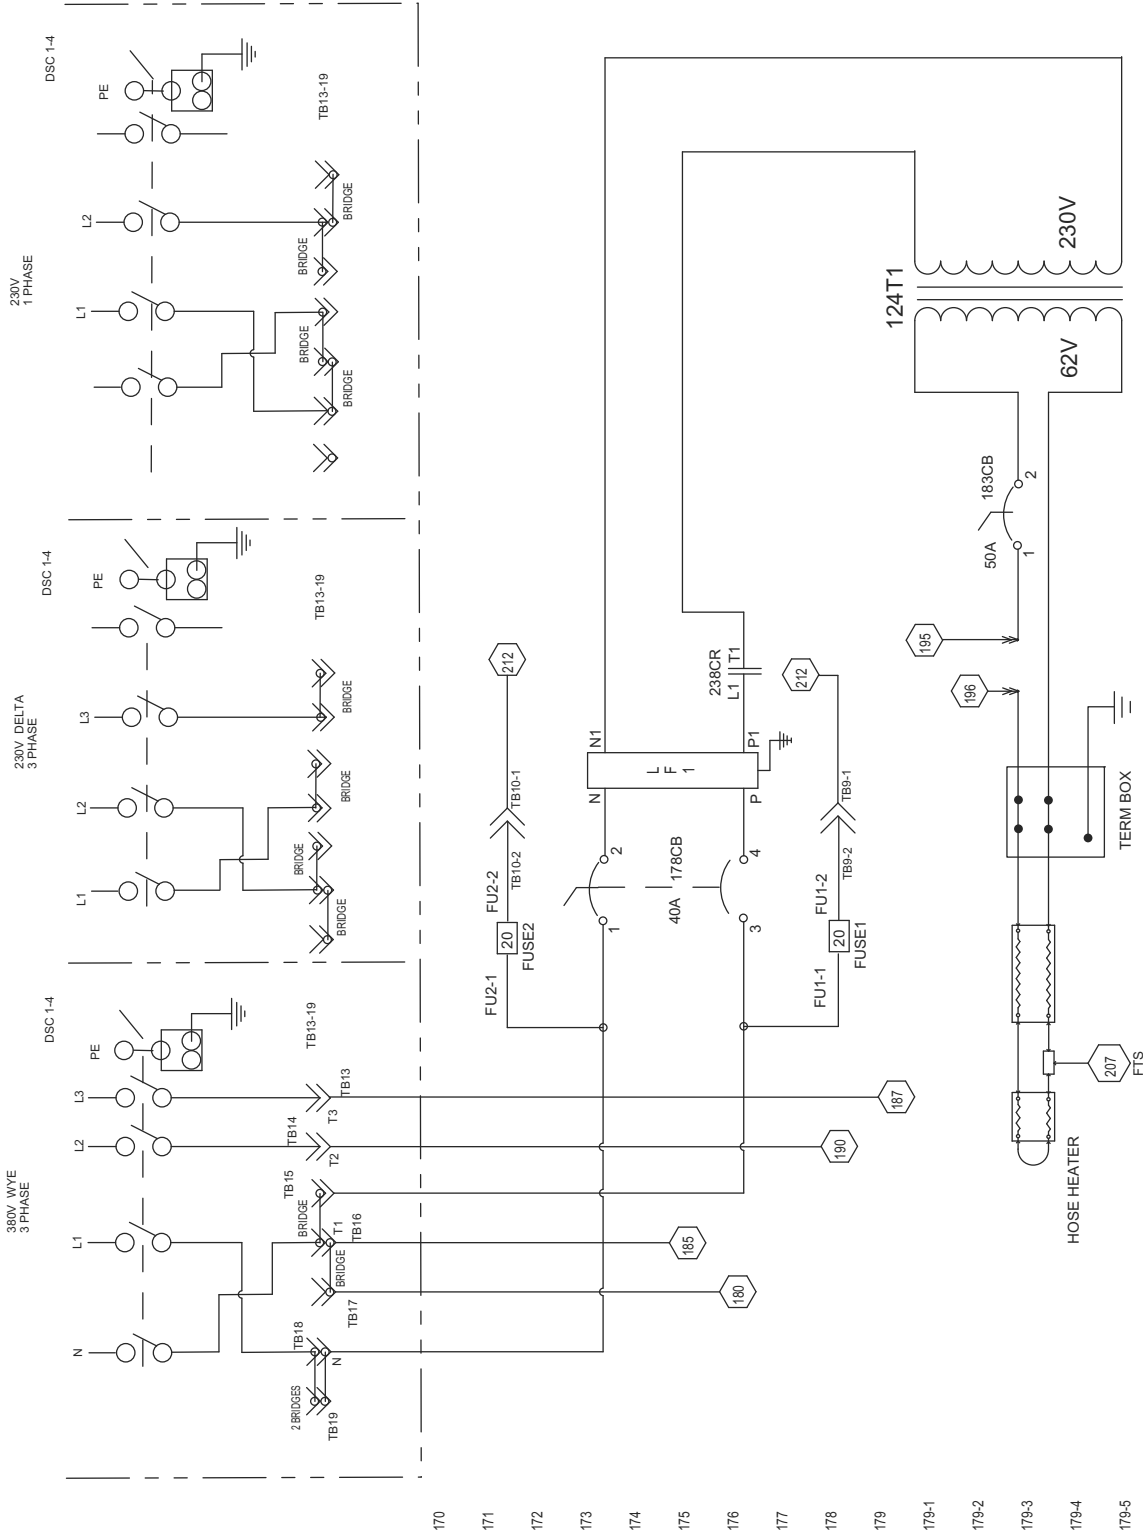 380V WYE
3 PHASE
DSC 1-4
N
L1
L2
L3
PE
TB13-19
2 BRIDGES
TB19
TB18
N
TB17
BRIDGE
BRIDGE
T1
TB16
TB15
TB14
T2
T3
TB13
230V DELTA
3 PHASE
DSC 1-4
L1
L2
L3
PE
TB13-19
BRIDGE
BRIDGE
BRIDGE
BRIDGE
230V
1 PHASE
DSC 1-4
L1
L2
PE
TB13-19
BRIDGE
BRIDGE
BRIDGE
BRIDGE
170
171
172
173
174
175
176
177
178
179
179-1
179-2
179-3
179-4
179-5
180
185
190
187
FU2-1
20
FUSE2
FU2-2
TB10-2
TB10-1
212
1
2
40A 178CB
3
4
N
N1
L
F
1
P
P1
238CR
L1
T1
FU1-1
20
FUSE1
FU1-2
TB9-2
TB9-1
212
124T1
62V
230V
50A
183CB
1
2
195
196
TERM BOX
HOSE HEATER
207
FTS